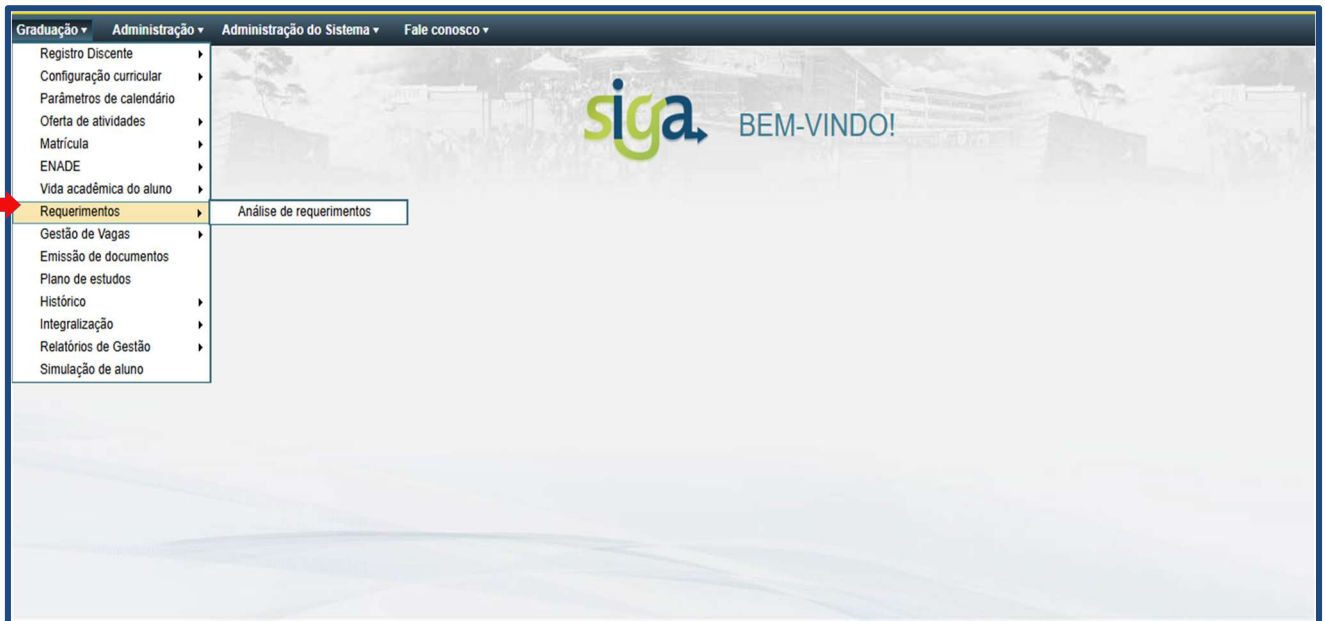 Graduação Administração Administração do Sistema Fale conosco
Registro Discente
Configuração curricular
Parâmetros de calendário
Oferta de atividades
Matrícula
ENADE
Vida acadêmica do aluno
Requerimentos Análise de requerimentos
Gestão de Vagas
Emissão de documentos
Plano de estudos
Histórico
Integralização
Relatórios de Gestão
Simulação de aluno
siga BEM-VINDO!